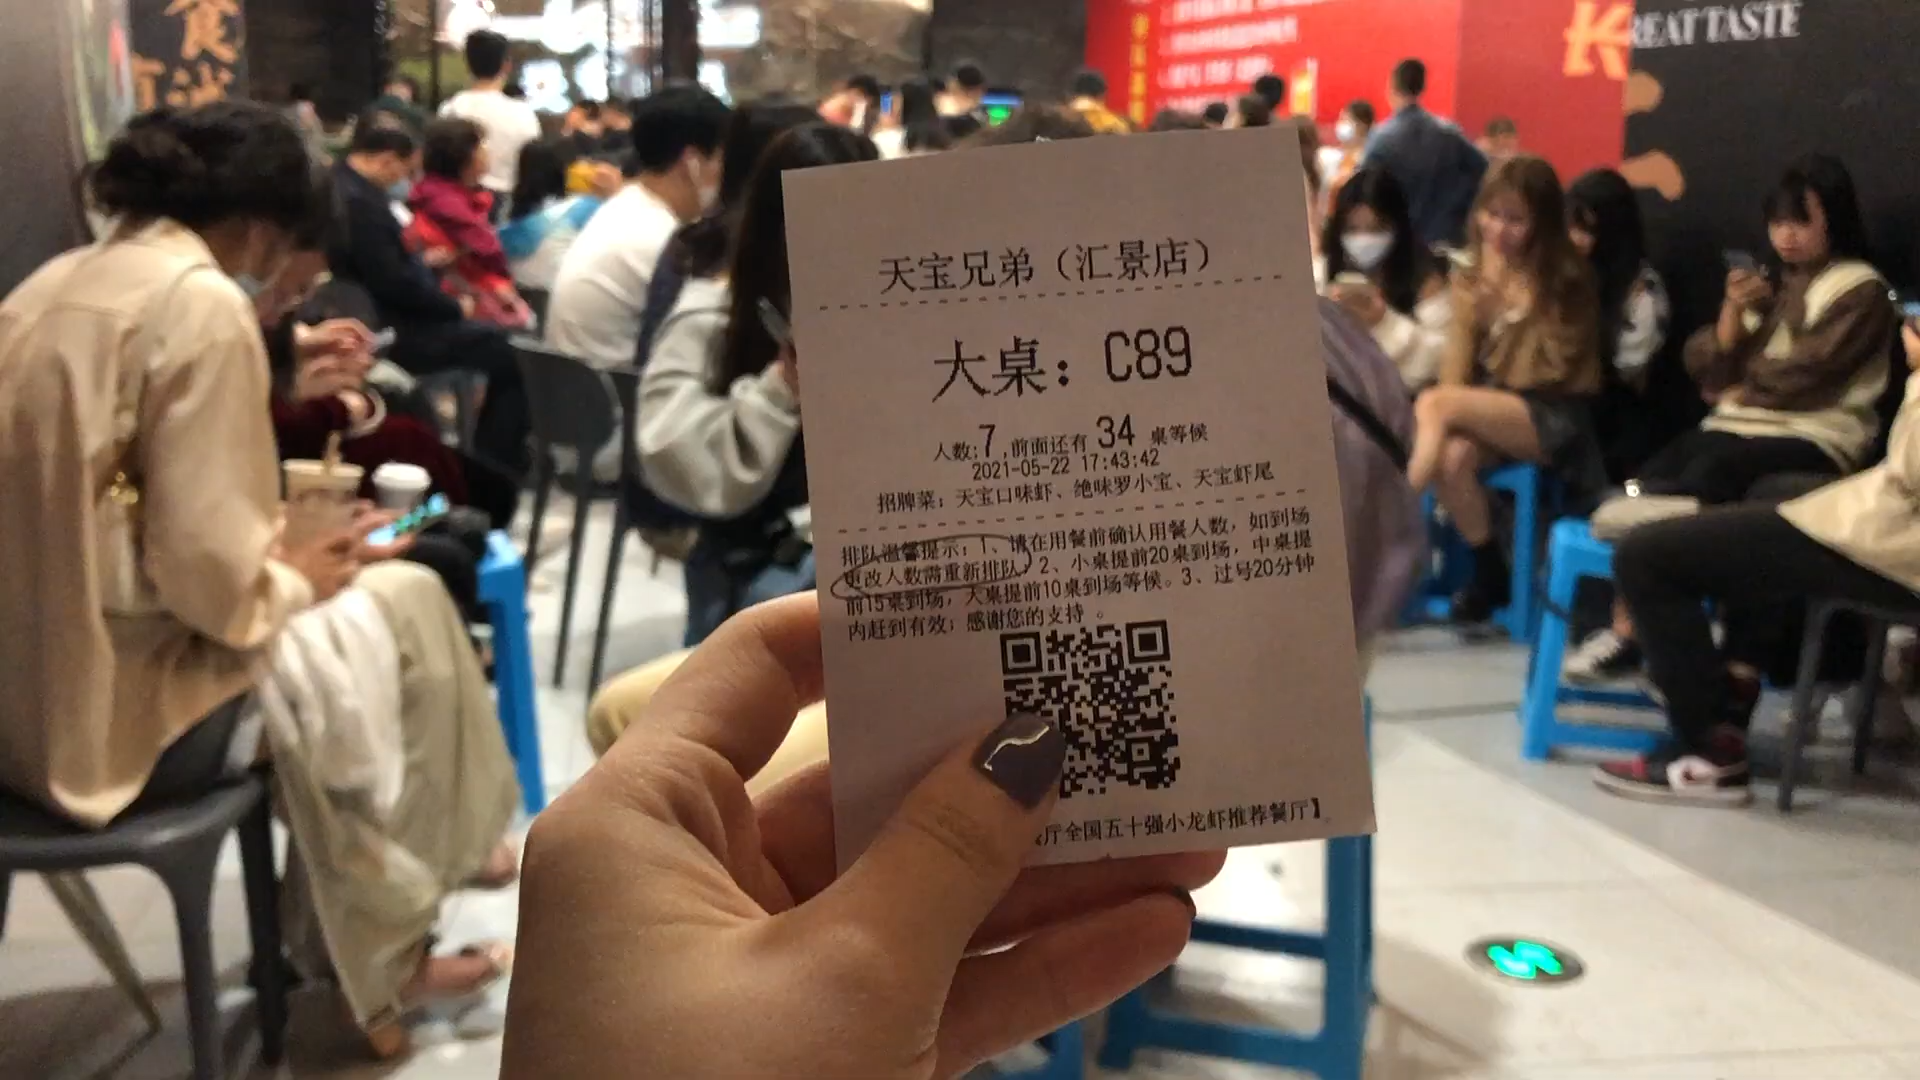 食
REAT TASTE
天宝兄弟（汇景店）
大桌：C89
人数:7,前面还有 34 桌等候
2021-05-22 17:43:42
招牌菜：天宝口味虾、绝味罗小宝、天宝虾尾
排队温馨提示：1、请在用餐前确认用餐人数，如到场
更改人数需重新排队 2、小桌提前20桌到场，中桌提
前15桌到场，大桌提前10桌到场等候。3、过号20分钟
内赶到有效；感谢您的支持 。
厅全国五十强小龙虾推荐餐厅】